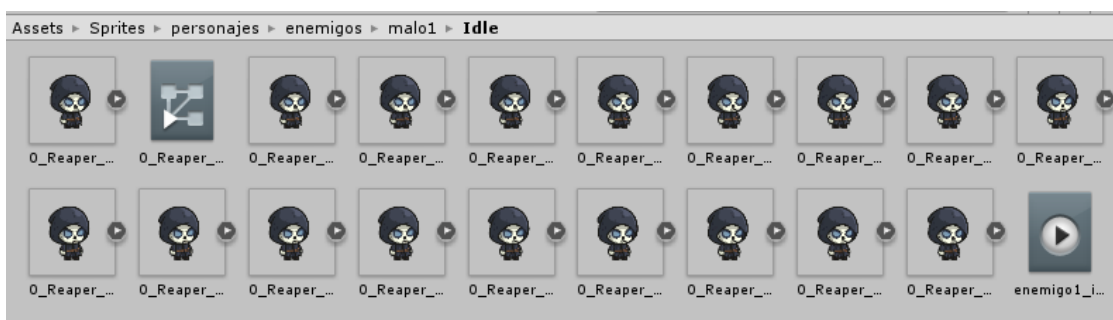 Assets ▸ Sprites ▸ personajes ▸ enemigos ▸ malo1 ▸ Idle
0_Reaper_... 0_Reaper_... 0_Reaper_... 0_Reaper_... 0_Reaper_... 0_Reaper_... 0_Reaper_... 0_Reaper_... 0_Reaper_... 0_Reaper_...
0_Reaper_... 0_Reaper_... 0_Reaper_... 0_Reaper_... 0_Reaper_... 0_Reaper_... 0_Reaper_... 0_Reaper_... 0_Reaper_... enemigo1_i...